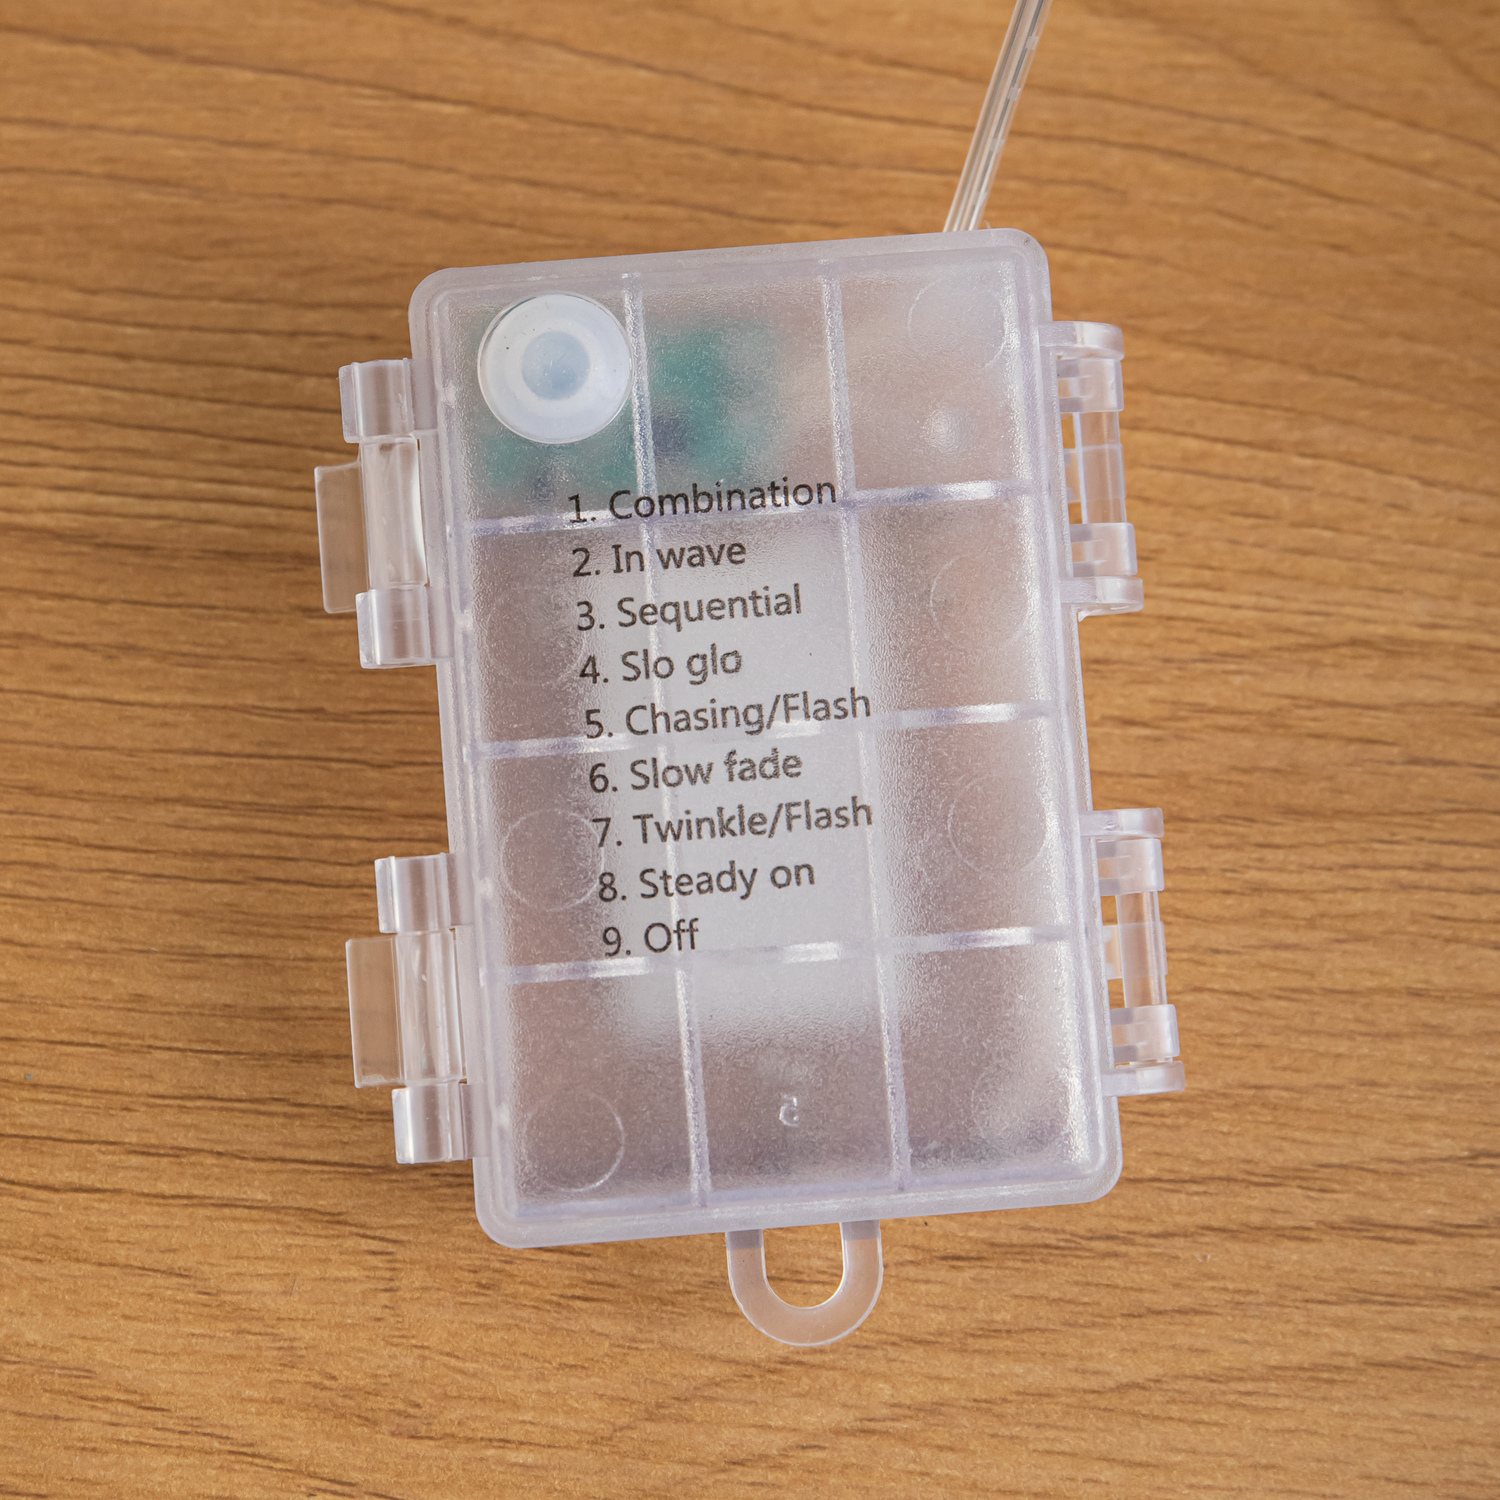 1. Combination
2. In wave
3. Sequential
4. Slo glo
5. Chasing/Flash
6. Slow fade
7. Twinkle/Flash
8. Steady on
9. Off
5